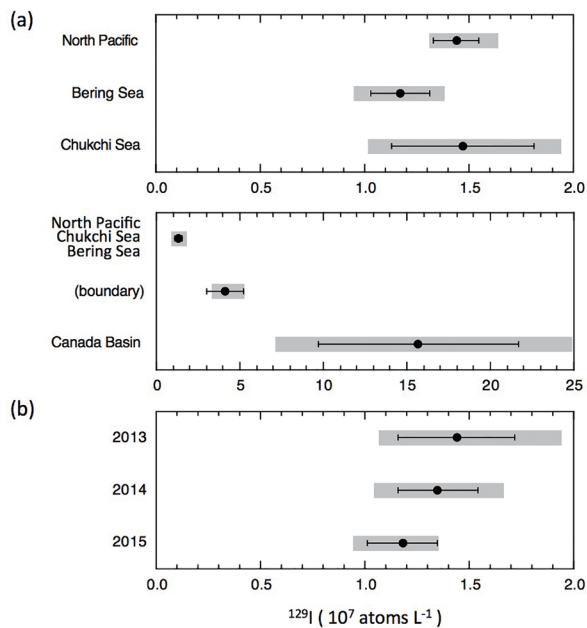 (a)
North Pacific
Bering Sea
Chukchi Sea
0.0 0.5 1.0 1.5 2.0
North Pacific
Chukchi Sea
Bering Sea
(boundary)
Canada Basin
0 5 10 15 20 25
(b)
2013
2014
2015
0.0 0.5 1.0 1.5 2.0
¹²⁹I ( 10⁷ atoms L⁻¹ )